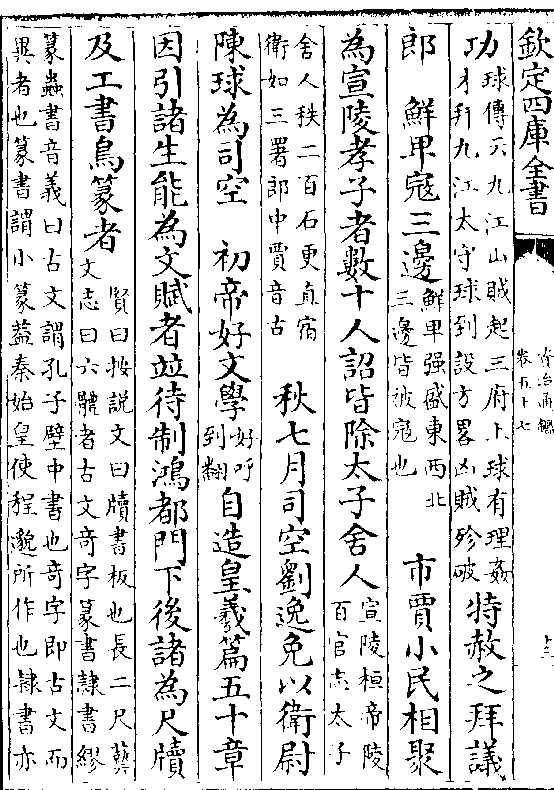 欽定四庫全書
資治通鑑
卷五十七
功
球傳云九江山賊起三府上球有理姦
才拜九江太守球到設方畧凶賊殄破
特赦之拜議
郎　鮮卑寇三邊
鮮卑强盛東西北
三邊皆被寇也
市賈小民相聚
為宣陵孝子者數十人詔皆除太子舍人
宣陵桓帝陵
百官志太子
舍人秩二百石更直宿
衛如三署郎中賈音古
秋七月司空劉逸免以衛尉
陳球為司空　初帝好文學
好呼
到翻
自造皇羲篇五十章
因引諸生能為文賦者竝待制鴻都門下後諸為尺牘
及工書鳥篆者
賢曰按説文曰牘書板也長二尺藝
文志曰六體者古文奇字篆書隸書繆
篆蟲書音義曰古文謂孔子壁中書也奇字即古文而
異者也篆書謂小篆葢秦始皇使程邈所作也隸書亦